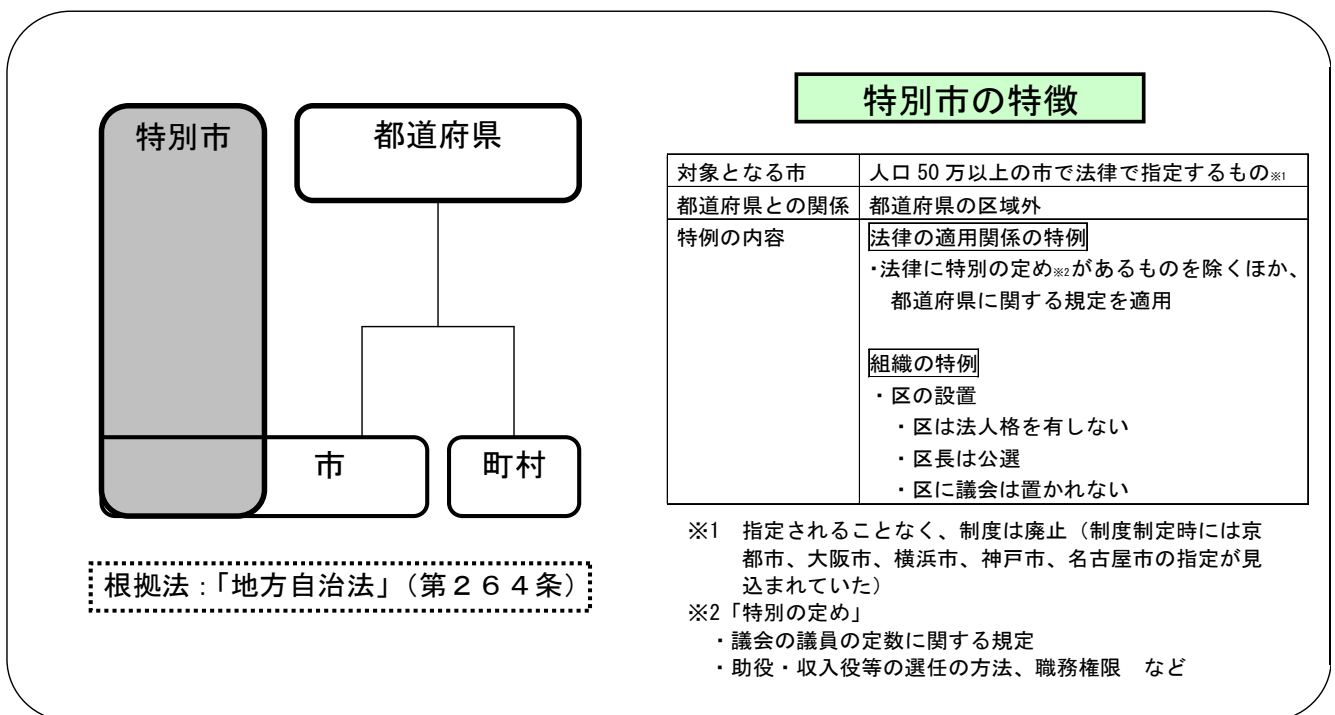 特別市
都道府県
市
町村
根拠法：「地方自治法」（第２６４条）
特別市の特徴
対象となる市 人口50万以上の市で法律で指定するもの※1
都道府県との関係 都道府県の区域外
特例の内容 法律の適用関係の特例
・法律に特別の定め※2があるものを除くほか、
都道府県に関する規定を適用
組織の特例
・区の設置
・区は法人格を有しない
・区長は公選
・区に議会は置かれない
※1 指定されることなく、制度は廃止（制度制定時には京
都市、大阪市、横浜市、神戸市、名古屋市の指定が見
込まれていた）
※2「特別の定め」
・議会の議員の定数に関する規定
・助役・収入役等の選任の方法、職務権限 など